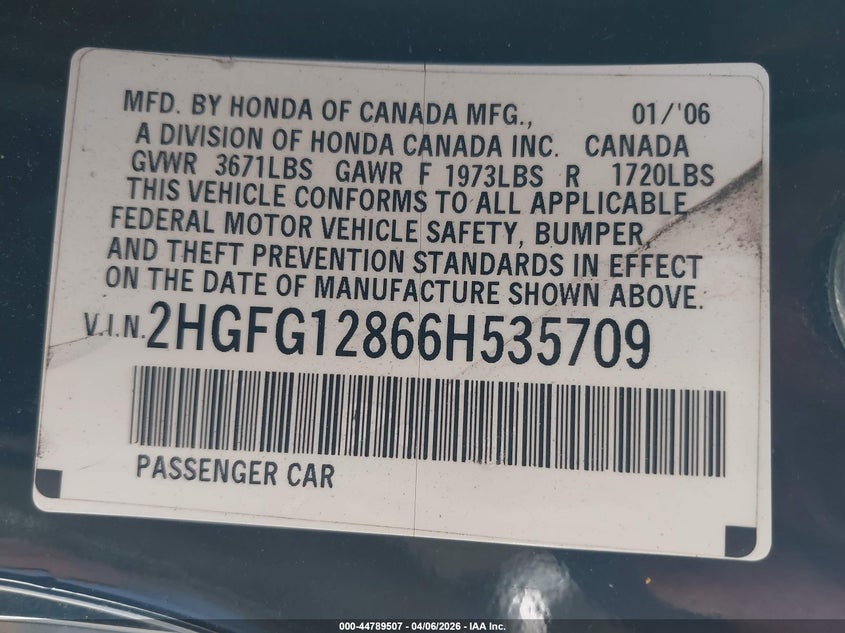 MFD. BY HONDA OF CANADA MFG., 01/'06
A DIVISION OF HONDA CANADA INC. CANADA
GVWR 3671LBS GAWR F 1973LBS R 1720LBS
THIS VEHICLE CONFORMS TO ALL APPLICABLE
FEDERAL MOTOR VEHICLE SAFETY, BUMPER,
AND THEFT PREVENTION STANDARDS IN EFFECT
ON THE DATE OF MANUFACTURE SHOWN ABOVE.
V.I.N. 2HGFG12866H535709
PASSENGER CAR
000-44789507 - 04/06/2026 - IAA Inc.